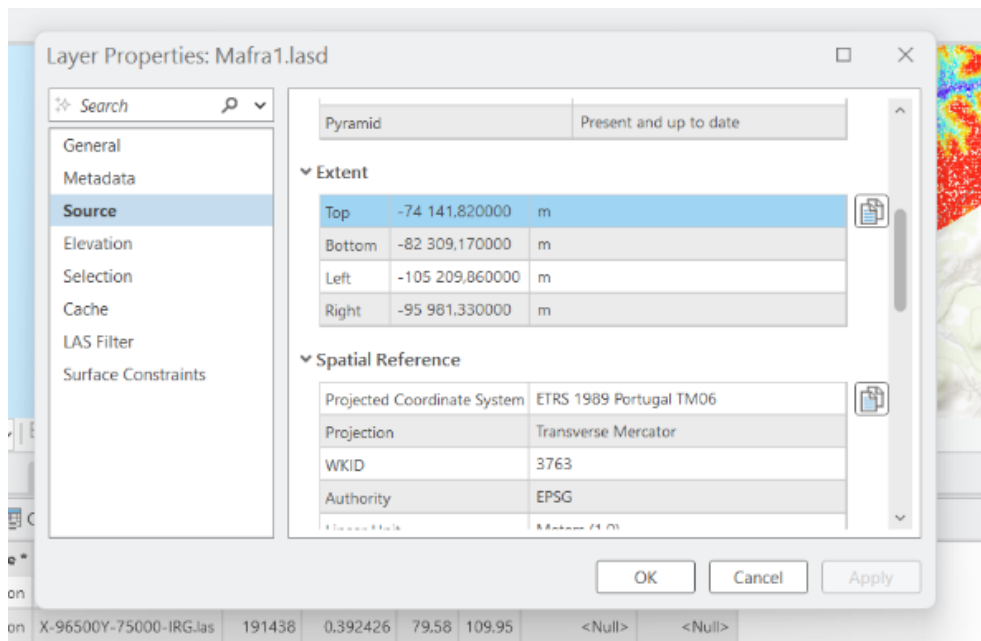 Layer Properties: Mafra1.lasd
Search
General
Metadata
Source
Elevation
Selection
Cache
LAS Filter
Surface Constraints
Pyramid Present and up to date
Extent
Top -74 141,820000 m
Bottom -82 309,170000 m
Left -105 209,860000 m
Right -95 981,330000 m
Spatial Reference
Projected Coordinate System ETRS 1989 Portugal TM06
Projection Transverse Mercator
WKID 3763
Authority EPSG
OK Cancel Apply
e *
on
on X-96500Y-75000-IRG.las 191438 0.392426 79.58 109.95 <Null> <Null>